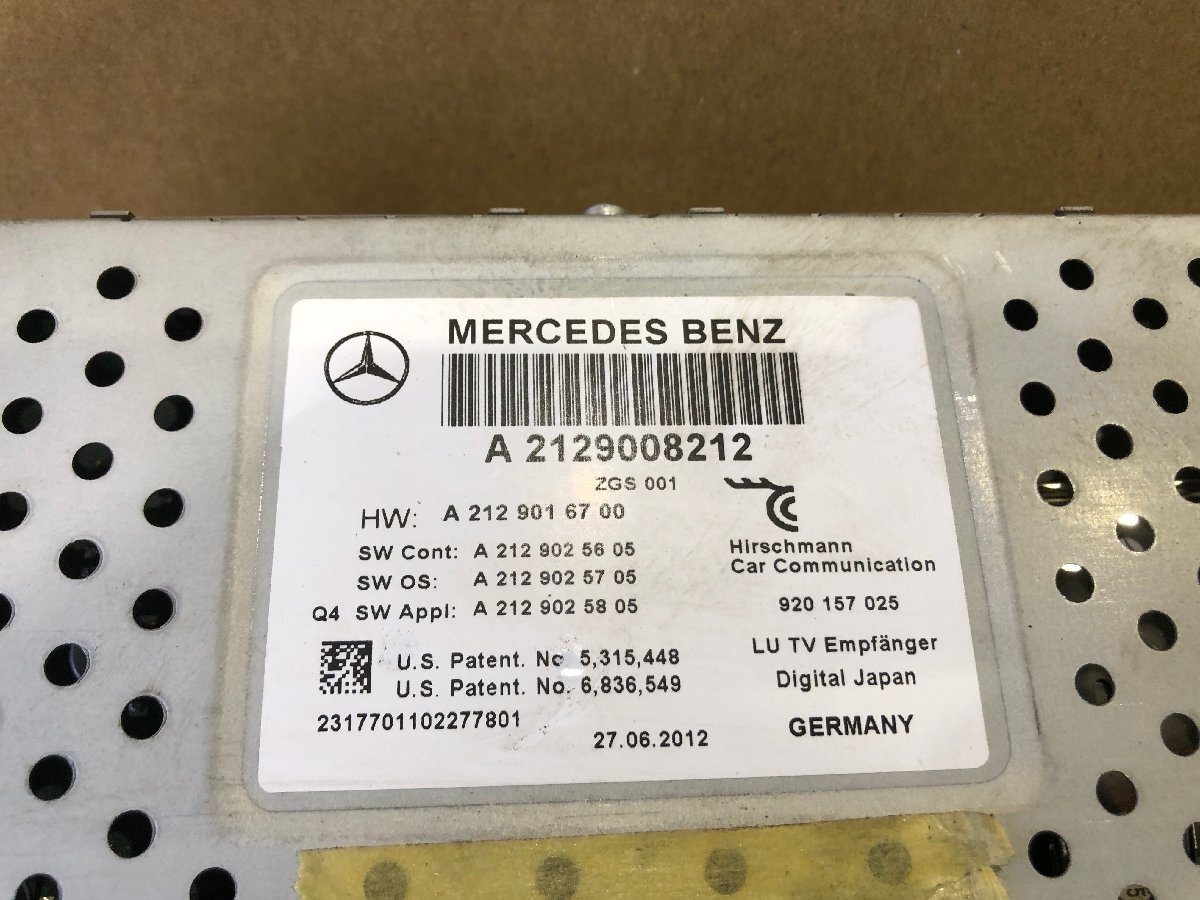 MERCEDES BENZ
A 2129008212
ZGS 001
HW: A 212 901 67 00
SW Cont: A 212 902 56 05
SW OS: A 212 902 57 05
Q4 SW Appl: A 212 902 58 05
Hirschmann
Car Communication
920 157 025
LU TV Empfänger
Digital Japan
U.S. Patent. No 5,315,448
U.S. Patent. No. 6,836,549
2317701102277801
27.06.2012
GERMANY